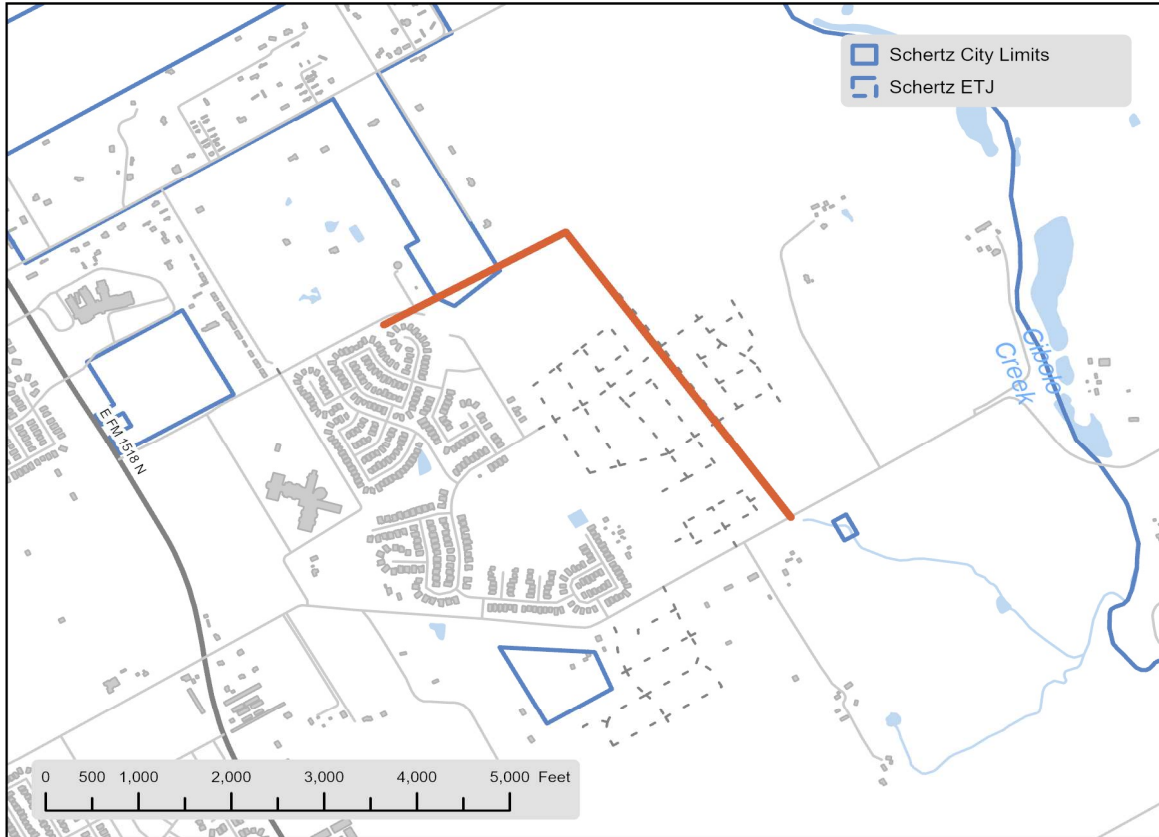 Schertz City Limits
Schertz ETJ
Cibolo
Creek
E FM 1518 N
0 500 1,000 2,000 3,000 4,000 5,000 Feet